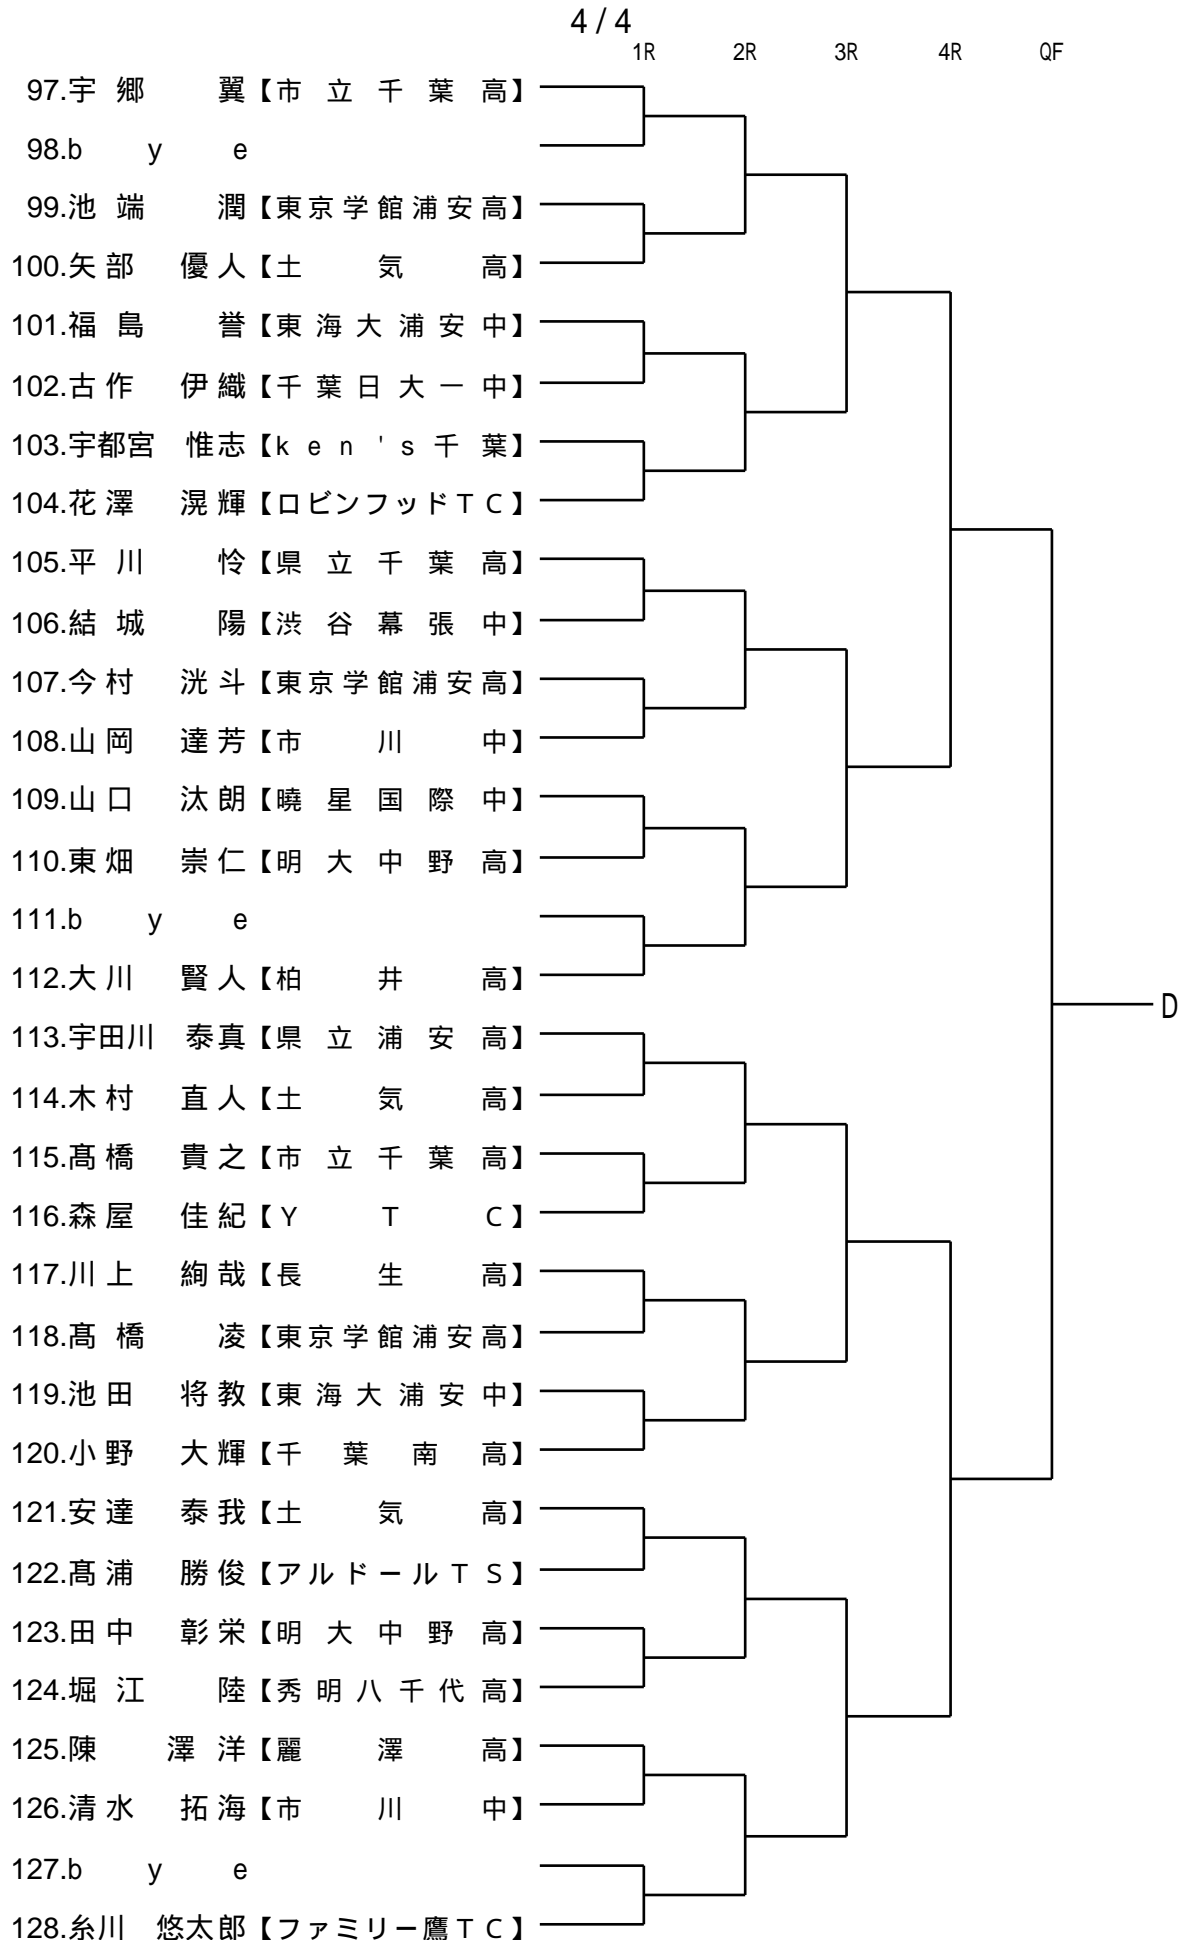 4/4
1R 2R 3R 4R QF
97.宇郷 翼【市立千葉高】
98.bye
99.池端 潤【東京学館浦安高】
100.矢部 優人【土気高】
101.福島 誉【東海大浦安中】
102.古作 伊織【千葉日大一中】
103.宇都宮 惟志【ken's千葉】
104.花澤 滉輝【ロビンフッドTC】
105.平川 怜【県立千葉高】
106.結城 陽【渋谷幕張中】
107.今村 洸斗【東京学館浦安高】
108.山岡 達芳【市川中】
109.山口 汰朗【暁星国際中】
110.東畑 崇仁【明大中野高】
111.bye
112.大川 賢人【柏井高】
D
113.宇田川 泰真【県立浦安高】
114.木村 直人【土気高】
115.髙橋 貴之【市立千葉高】
116.森屋 佳紀【YTC】
117.川上 絢哉【長生高】
118.髙橋 凌【東京学館浦安高】
119.池田 将教【東海大浦安中】
120.小野 大輝【千葉南高】
121.安達 泰我【土気高】
122.髙浦 勝俊【アルドールTS】
123.田中 彰栄【明大中野高】
124.堀江 陸【秀明八千代高】
125.陳 澤洋【麗澤高】
126.清水 拓海【市川中】
127.bye
128.糸川 悠太郎【ファミリー鷹TC】